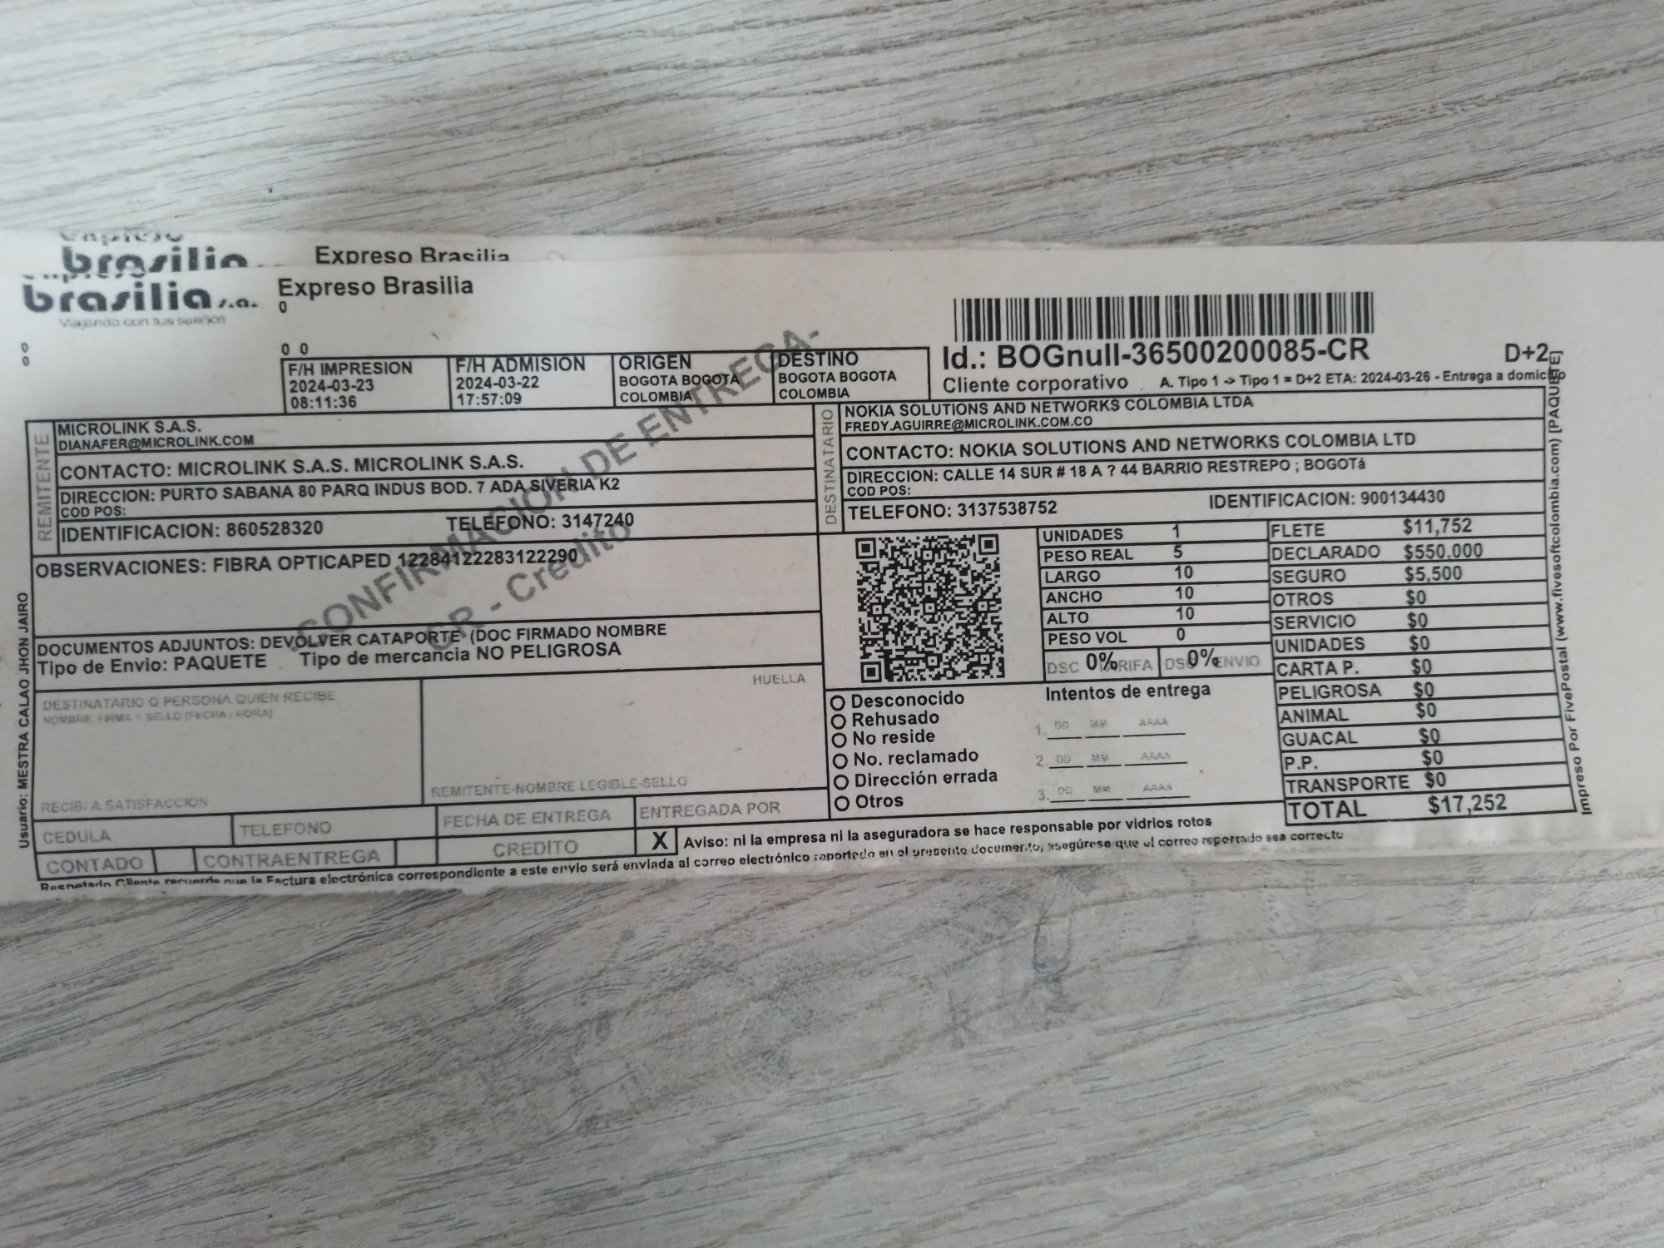 brasilia
Expreso Brasilia
brasilia s.a.
Viajando con tus sueños
Expreso Brasilia
0
0
0
0 0
F/H IMPRESION
2024-03-23
08:11:36
F/H ADMISION
2024-03-22
17:57:09
ORIGEN
BOGOTA BOGOTA
COLOMBIA
DESTINO
BOGOTA BOGOTA
COLOMBIA
Id.: BOGnull-36500200085-CR
D+2
Cliente corporativo
A. Tipo 1 -> Tipo 1 = D+2 ETA: 2024-03-26 - Entrega a domicilio
REMITENTE
MICROLINK S.A.S.
DIANAFER@MICROLINK.COM
CONTACTO: MICROLINK S.A.S. MICROLINK S.A.S.
DIRECCION: PURTO SABANA 80 PARQ INDUS BOD. 7 ADA SIVERIA K2
COD POS:
IDENTIFICACION: 860528320
TELEFONO: 3147240
DESTINATARIO
NOKIA SOLUTIONS AND NETWORKS COLOMBIA LTDA
FREDY.AGUIRRE@MICROLINK.COM.CO
CONTACTO: NOKIA SOLUTIONS AND NETWORKS COLOMBIA LTD
DIRECCION: CALLE 14 SUR # 18 A ? 44 BARRIO RESTREPO ; BOGOTá
COD POS:
TELEFONO: 3137538752
IDENTIFICACION: 900134430
OBSERVACIONES: FIBRA OPTICAPED 12284122283122290
CONFIRMACION DE ENTREGA-
CR - Crédito
DOCUMENTOS ADJUNTOS: DEVOLVER CATAPORTE (DOC FIRMADO NOMBRE
Tipo de Envio: PAQUETE
Tipo de mercancia NO PELIGROSA
DESTINATARIO O PERSONA QUIEN RECIBE
NOMBRE, FIRMA Y SELLO [FECHA / HORA]
RECIBI A SATISFACCION
HUELLA
REMITENTE-NOMBRE LEGIBLE-SELLO
CEDULA
TELEFONO
FECHA DE ENTREGA
ENTREGADA POR
CONTADO
CONTRAENTREGA
CREDITO
X
Aviso: ni la empresa ni la aseguradora se hace responsable por vidrios rotos
Respetado Cliente recuerde que la Factura electrónica correspondiente a este envio será enviada al correo electrónico reportado en el presente documento, asegúrese que el correo reportado sea correcto
UNIDADES 1
PESO REAL 5
LARGO 10
ANCHO 10
ALTO 10
PESO VOL 0
DSC 0% RIFA
DSC 0% ENVIO
Desconocido
Rehusado
No reside
No. reclamado
Dirección errada
Otros
Intentos de entrega
1. DD MM AAAA
2. DD MM AAAA
3. DD MM AAAA
FLETE $11,752
DECLARADO $550,000
SEGURO $5,500
OTROS $0
SERVICIO $0
UNIDADES $0
CARTA P. $0
PELIGROSA $0
ANIMAL $0
GUACAL $0
P.P. $0
TRANSPORTE $0
TOTAL $17,252
Usuario: MESTRA CALAO JHON JAIRO
Impreso Por FivePostal (www.fivesoftcolombia.com) [PAQUETE]